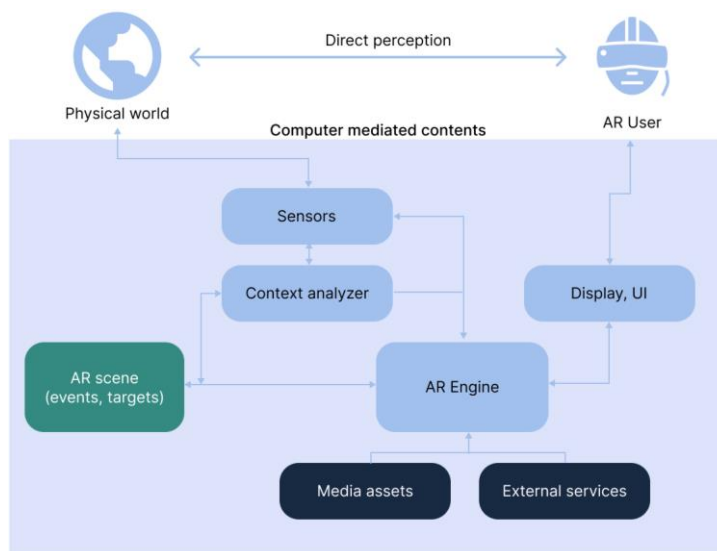 Direct perception
Physical world
AR User
Computer mediated contents
Sensors
Context analyzer
Display, UI
AR scene
(events, targets)
AR Engine
Media assets
External services